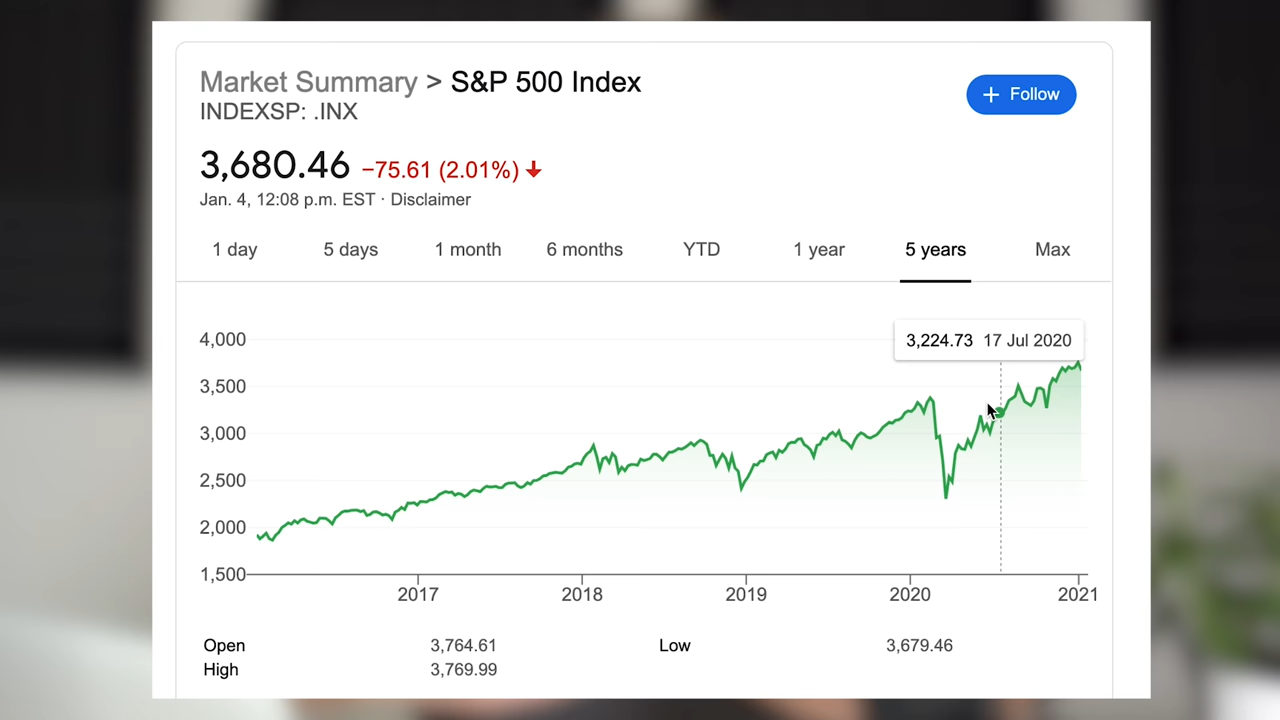 Market Summary > S&P 500 Index
INDEXSP: .INX
+ Follow
3,680.46 −75.61 (2.01%) ↓
Jan. 4, 12:08 p.m. EST · Disclaimer
1 day 5 days 1 month 6 months YTD 1 year 5 years Max
3,224.73 17 Jul 2020
4,000
3,500
3,000
2,500
2,000
1,500
2017 2018 2019 2020 2021
Open 3,764.61 Low 3,679.46
High 3,769.99